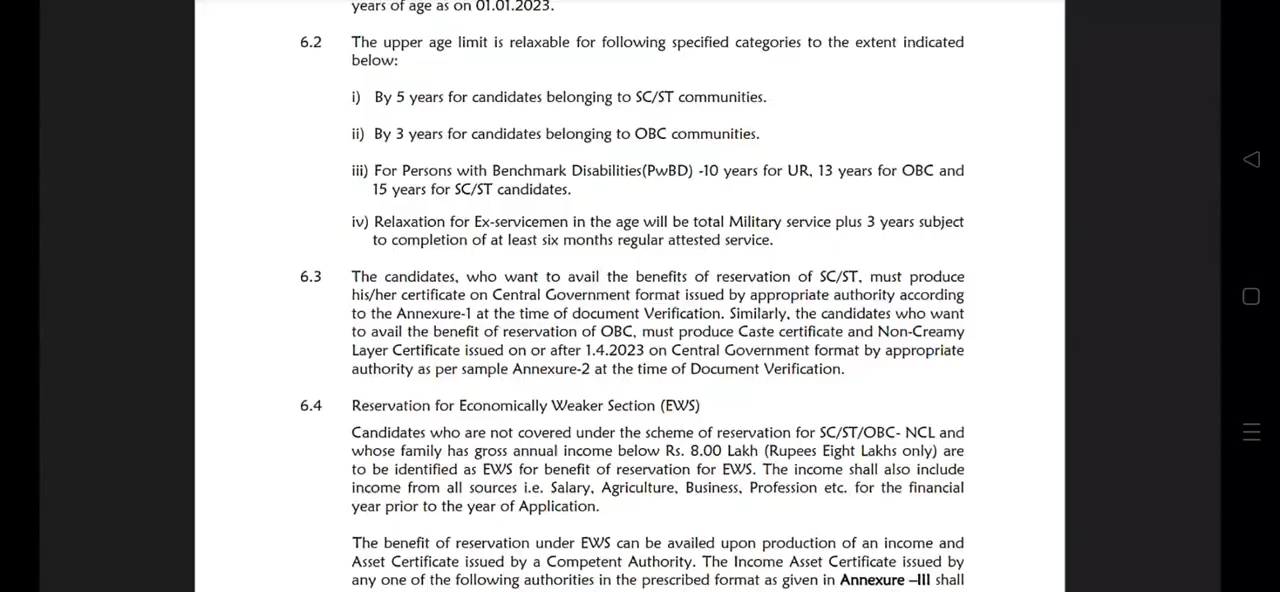 years of age as on 01.01.2023.
6.2 The upper age limit is relaxable for following specified categories to the extent indicated
below:
i) By 5 years for candidates belonging to SC/ST communities.
ii) By 3 years for candidates belonging to OBC communities.
iii) For Persons with Benchmark Disabilities(PwBD) -10 years for UR, 13 years for OBC and
15 years for SC/ST candidates.
iv) Relaxation for Ex-servicemen in the age will be total Military service plus 3 years subject
to completion of at least six months regular attested service.
6.3 The candidates, who want to avail the benefits of reservation of SC/ST, must produce
his/her certificate on Central Government format issued by appropriate authority according
to the Annexure-1 at the time of document Verification. Similarly, the candidates who want
to avail the benefit of reservation of OBC, must produce Caste certificate and Non-Creamy
Layer Certificate issued on or after 1.4.2023 on Central Government format by appropriate
authority as per sample Annexure-2 at the time of Document Verification.
6.4 Reservation for Economically Weaker Section (EWS)
Candidates who are not covered under the scheme of reservation for SC/ST/OBC- NCL and
whose family has gross annual income below Rs. 8.00 Lakh (Rupees Eight Lakhs only) are
to be identified as EWS for benefit of reservation for EWS. The income shall also include
income from all sources i.e. Salary, Agriculture, Business, Profession etc. for the financial
year prior to the year of Application.
The benefit of reservation under EWS can be availed upon production of an income and
Asset Certificate issued by a Competent Authority. The Income Asset Certificate issued by
any one of the following authorities in the prescribed format as given in Annexure –III shall